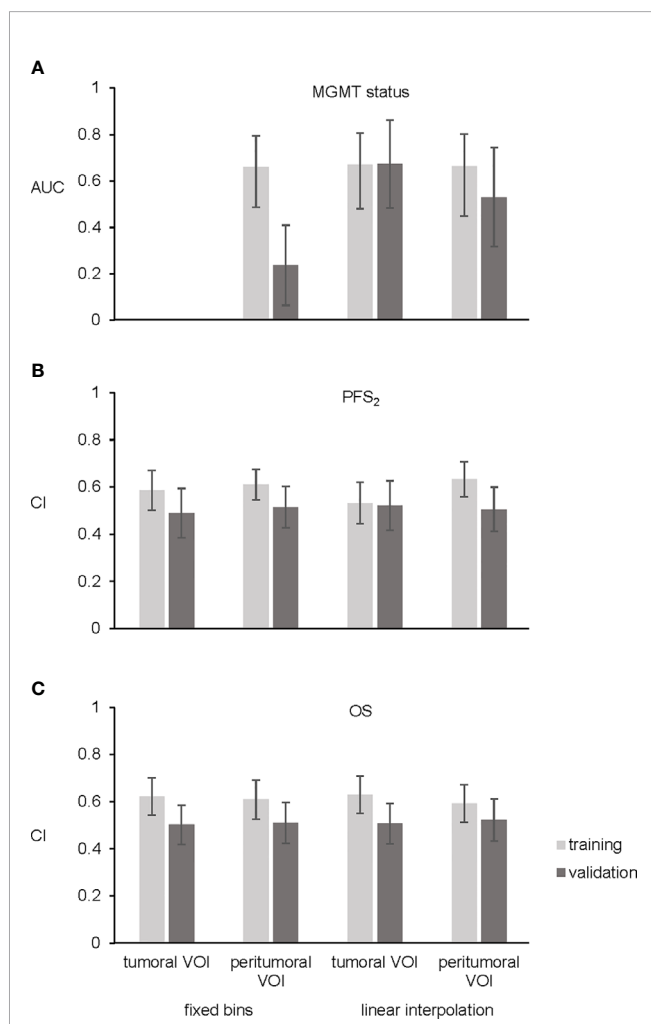 A
MGMT status
AUC
1
0.8
0.6
0.4
0.2
0
B
PFS₂
CI
1
0.8
0.6
0.4
0.2
0
C
OS
CI
1
0.8
0.6
0.4
0.2
0
training
validation
tumoral VOI
peritumoral
VOI
tumoral VOI
peritumoral
VOI
fixed bins
linear interpolation